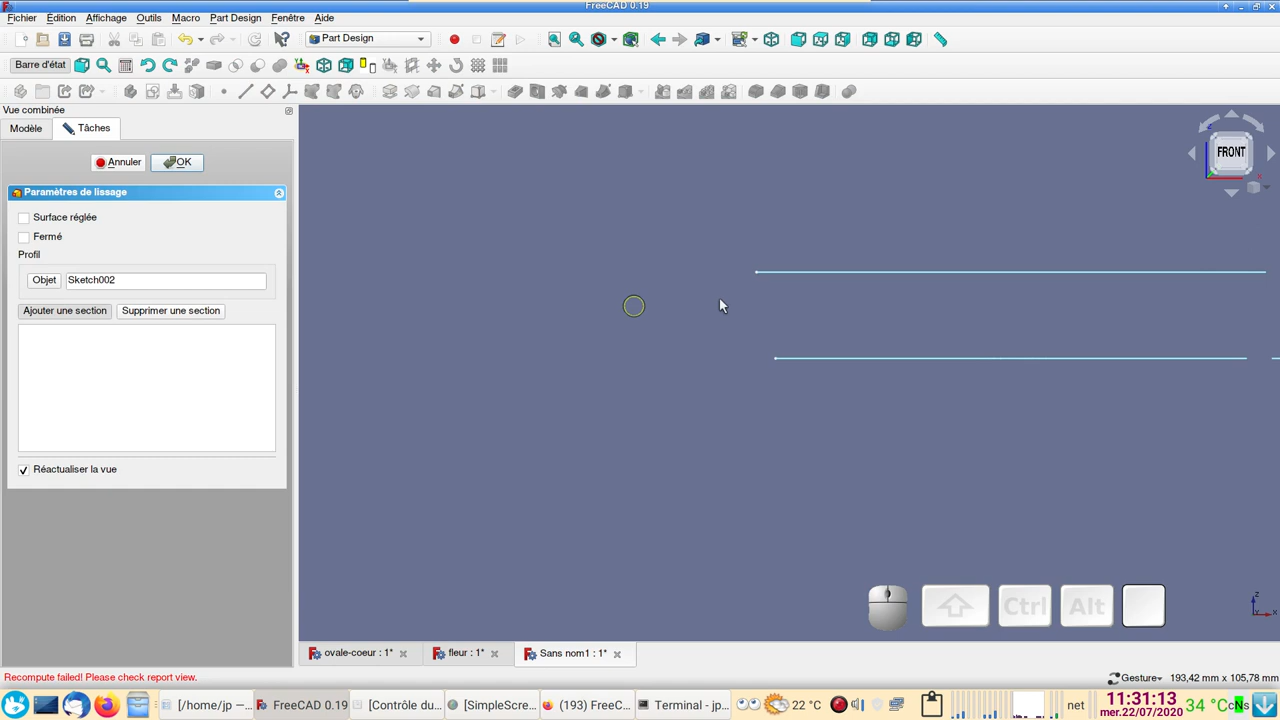 FreeCAD 0.19
Fichier Édition Affichage Outils Macro Part Design Fenêtre Aide
Part Design
Barre d'état
Vue combinée
Modèle Tâches
Annuler OK
Paramètres de lissage
Surface réglée
Fermé
Profil
Objet Sketch002
Ajouter une section Supprimer une section
Réactualiser la vue
FRONT
Ctrl Alt
ovale-coeur : 1* fleur : 1* Sans nom1 : 1*
Recompute failed! Please check report view.
Gesture 193,42 mm x 105,78 mm
[/home/jp —... FreeCAD 0.19 [Contrôle du... [SimpleScre... (193) FreeC... Terminal - jp... 22 °C net 11:31:13 34 °C
mer.22/07/2020